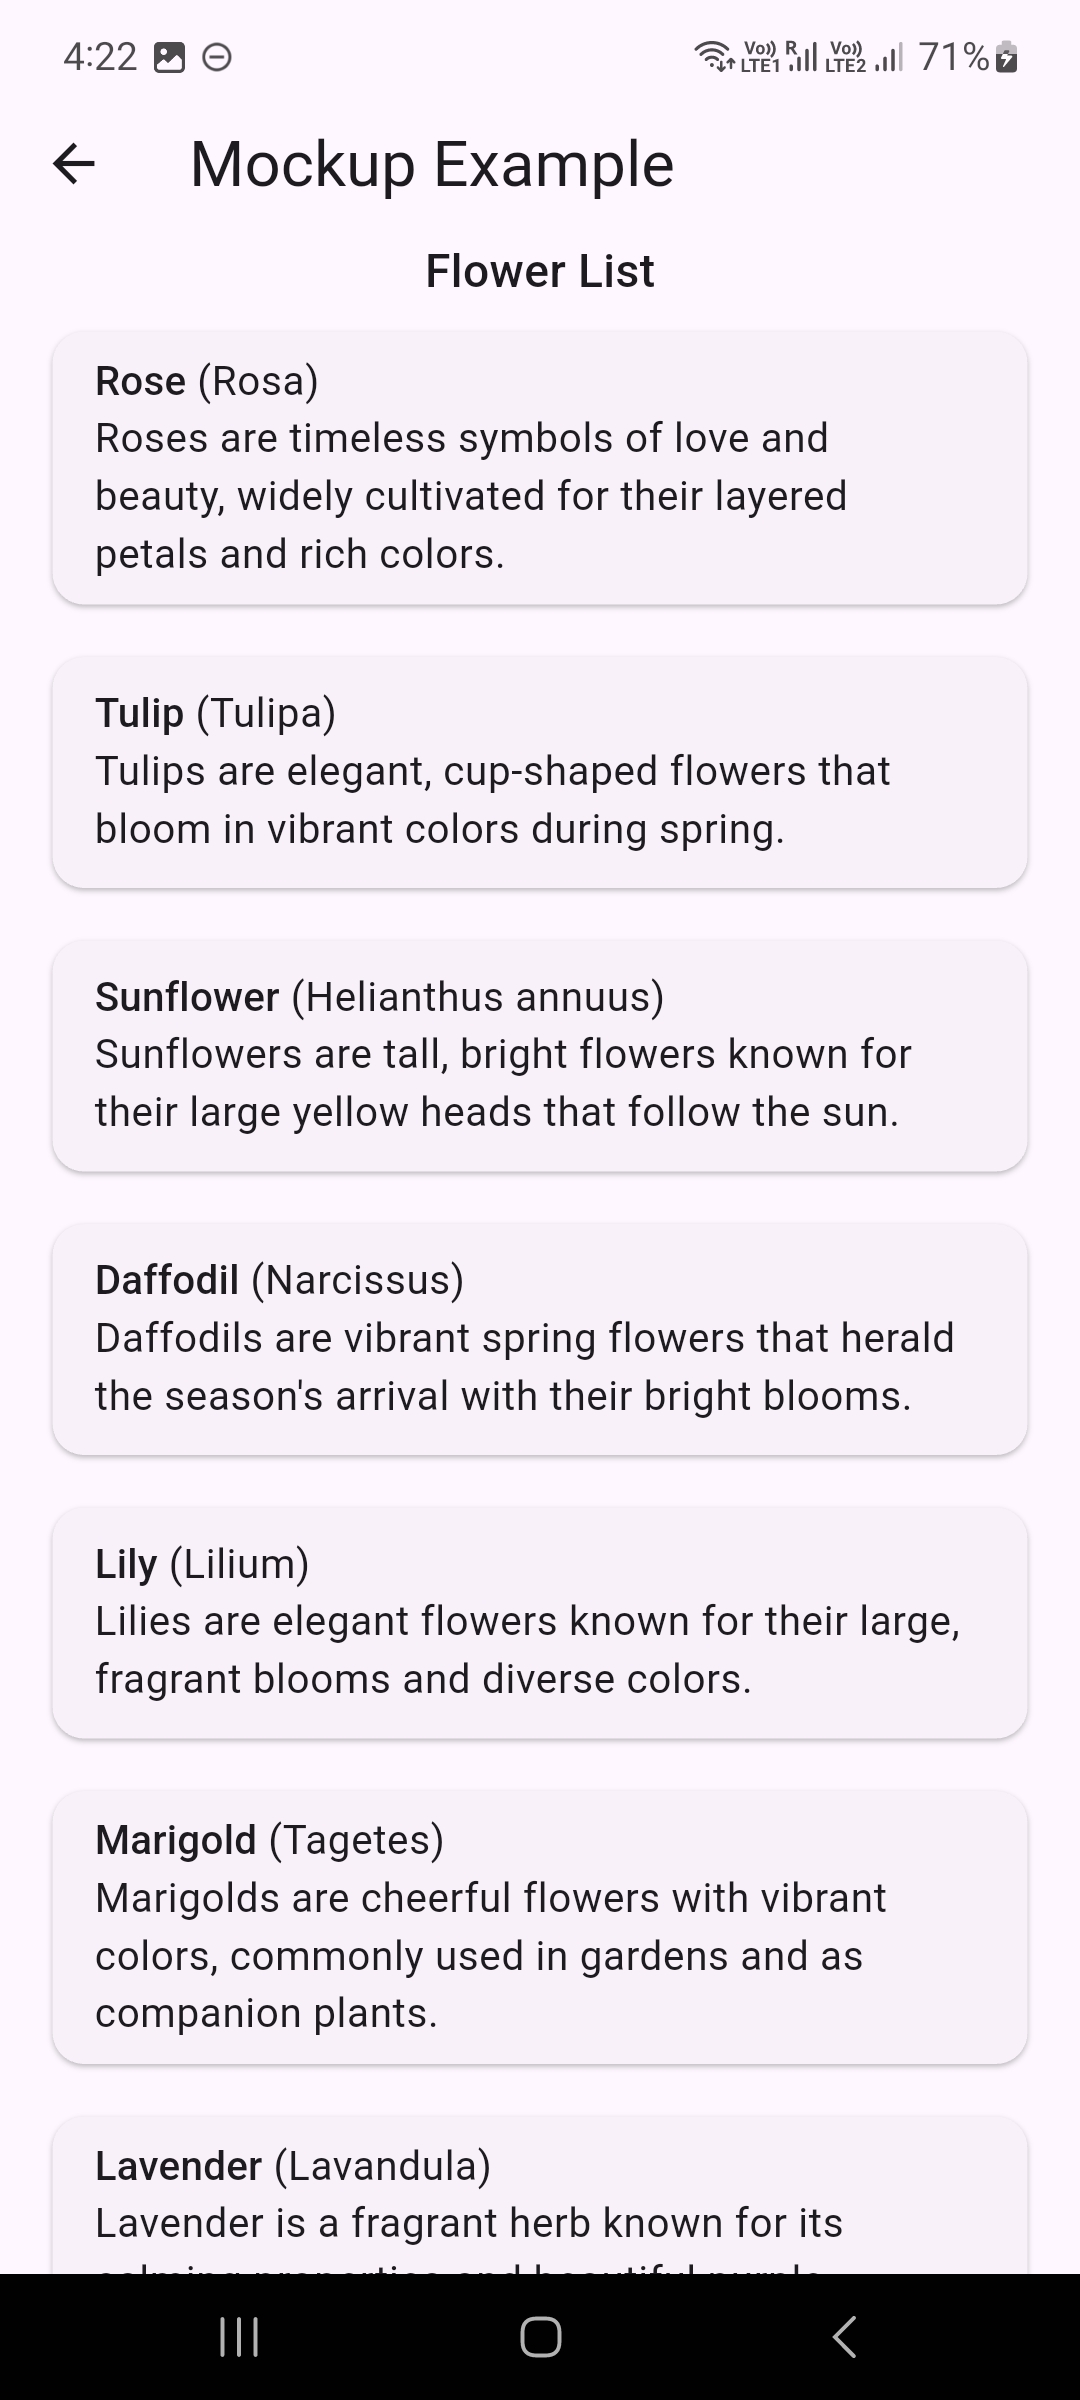 4:22
Vo)) LTE1 R Vo)) LTE2 71%
Mockup Example
Flower List
Rose (Rosa)
Roses are timeless symbols of love and
beauty, widely cultivated for their layered
petals and rich colors.
Tulip (Tulipa)
Tulips are elegant, cup-shaped flowers that
bloom in vibrant colors during spring.
Sunflower (Helianthus annuus)
Sunflowers are tall, bright flowers known for
their large yellow heads that follow the sun.
Daffodil (Narcissus)
Daffodils are vibrant spring flowers that herald
the season's arrival with their bright blooms.
Lily (Lilium)
Lilies are elegant flowers known for their large,
fragrant blooms and diverse colors.
Marigold (Tagetes)
Marigolds are cheerful flowers with vibrant
colors, commonly used in gardens and as
companion plants.
Lavender (Lavandula)
Lavender is a fragrant herb known for its
calming properties and beautiful purple